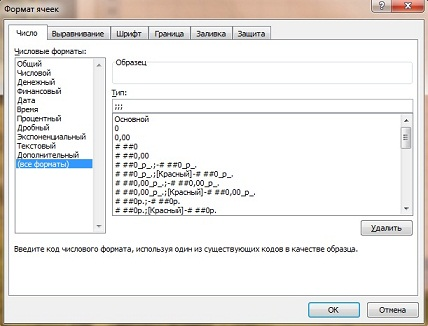 Формат ячеек
Число Выравнивание Шрифт Граница Заливка Защита
Числовые форматы:
Общий
Числовой
Денежный
Финансовый
Дата
Время
Процентный
Дробный
Экспоненциальный
Текстовый
Дополнительный
(все форматы)
Образец
Тип:
;;;
Основной
0
0,00
# ##0
# ##0,00
# ##0_р_.;-# ##0_р_.
# ##0_р_.;[Красный]-# ##0_р_.
# ##0,00_р_.;-# ##0,00_р_.
# ##0,00_р_.;[Красный]-# ##0,00_р_.
# ##0р.;-# ##0р.
# ##0р.;[Красный]-# ##0р.
Удалить
Введите код числового формата, используя один из существующих кодов в качестве образца.
ОК Отмена